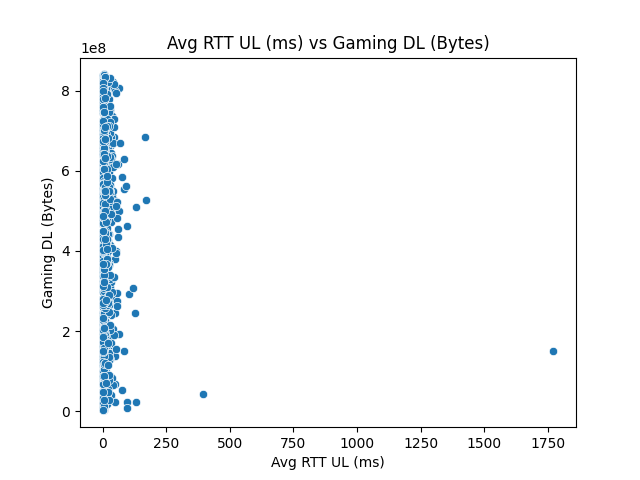 Avg RTT UL (ms) vs Gaming DL (Bytes)
1e8
8
6
4
2
0
Gaming DL (Bytes)
0 250 500 750 1000 1250 1500 1750
Avg RTT UL (ms)